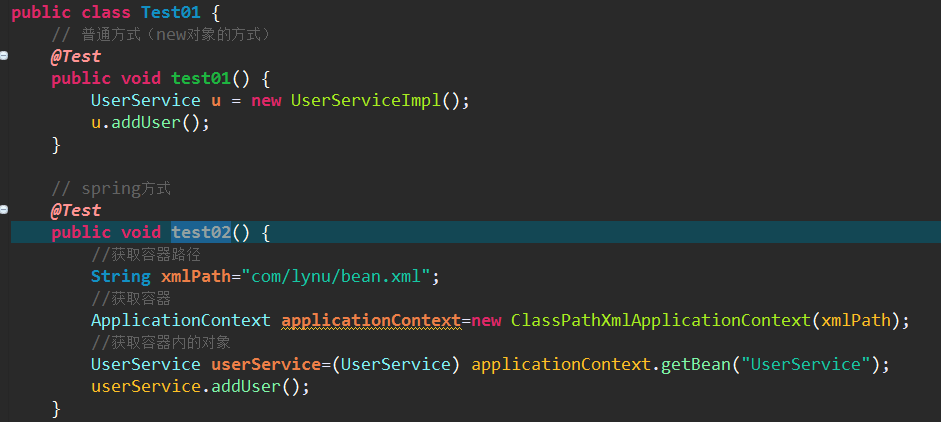 public class Test01 {
// 普通方式（new对象的方式）
@Test
public void test01() {
UserService u = new UserServiceImpl();
u.addUser();
}
// spring方式
@Test
public void test02() {
//获取容器路径
String xmlPath="com/lynu/bean.xml";
//获取容器
ApplicationContext applicationContext=new ClassPathXmlApplicationContext(xmlPath);
//获取容器内的对象
UserService userService=(UserService) applicationContext.getBean("UserService");
userService.addUser();
}